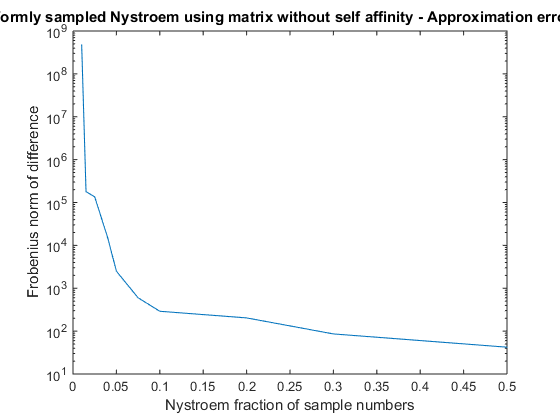 formly sampled Nystroem using matrix without self affinity - Approximation erro
10^9
10^8
10^7
10^6
10^5
10^4
10^3
10^2
10^1
Frobenius norm of difference
0 0.05 0.1 0.15 0.2 0.25 0.3 0.35 0.4 0.45 0.5
Nystroem fraction of sample numbers